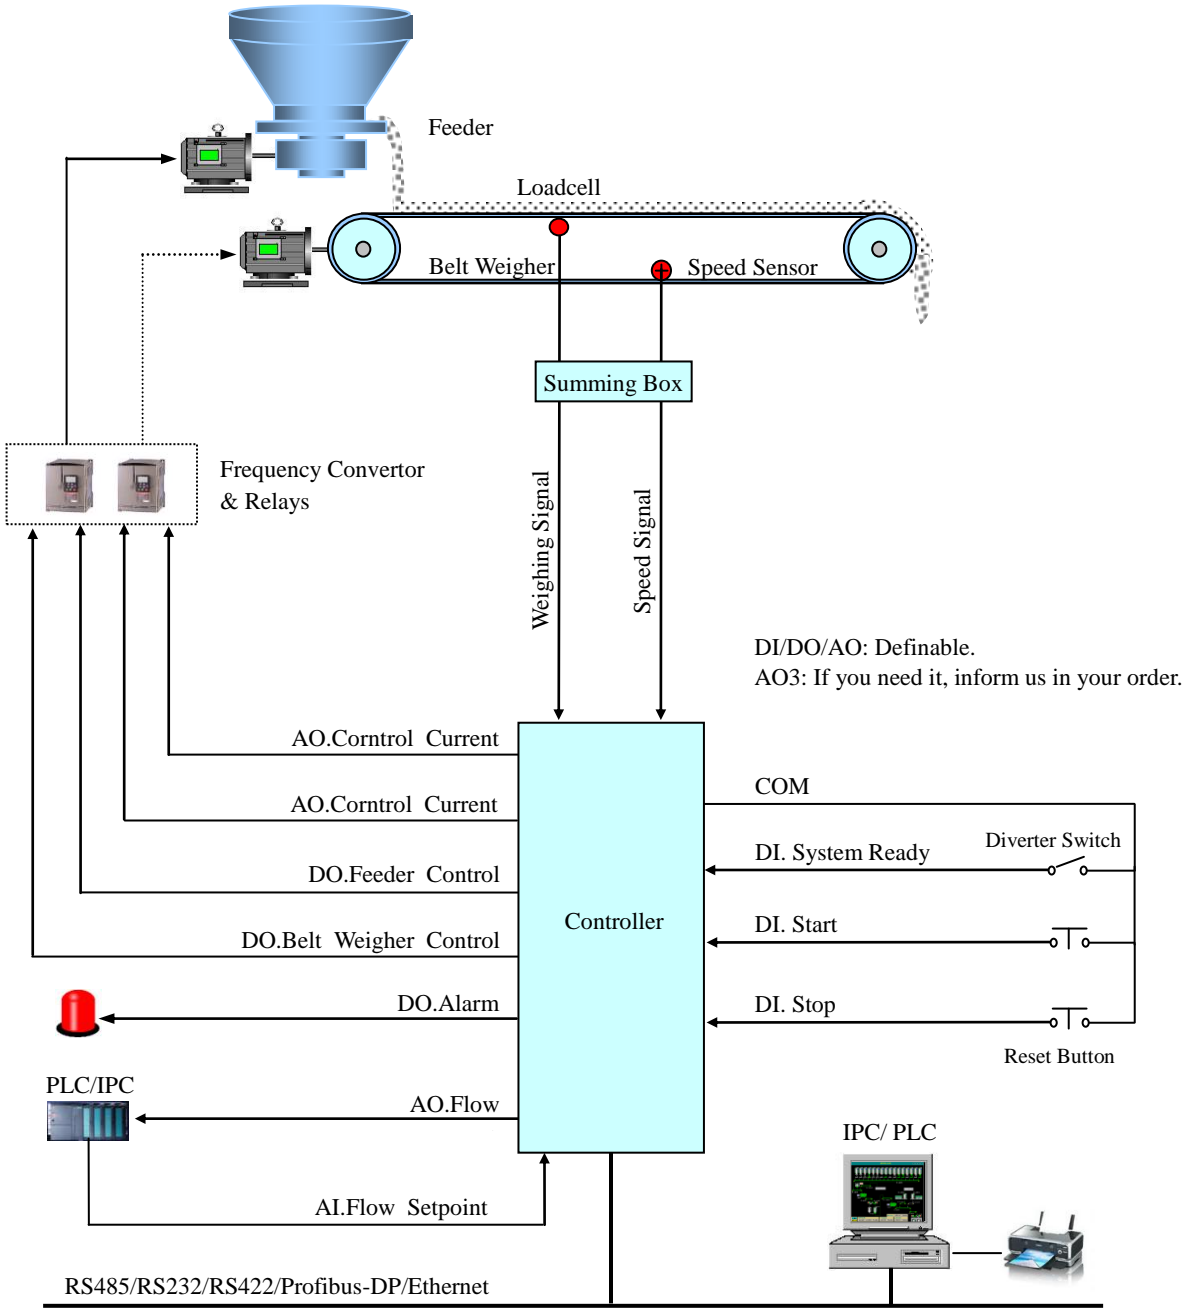 Feeder
Loadcell
Belt Weigher
Speed Sensor
Summing Box
Frequency Convertor
& Relays
Weighing Signal
Speed Signal
DI/DO/AO: Definable.
AO3: If you need it, inform us in your order.
AO.Corntrol Current
COM
AO.Corntrol Current
Diverter Switch
DI. System Ready
DO.Feeder Control
Controller
DI. Start
DO.Belt Weigher Control
DO.Alarm
DI. Stop
Reset Button
PLC/IPC
AO.Flow
IPC/ PLC
AI.Flow Setpoint
RS485/RS232/RS422/Profibus-DP/Ethernet